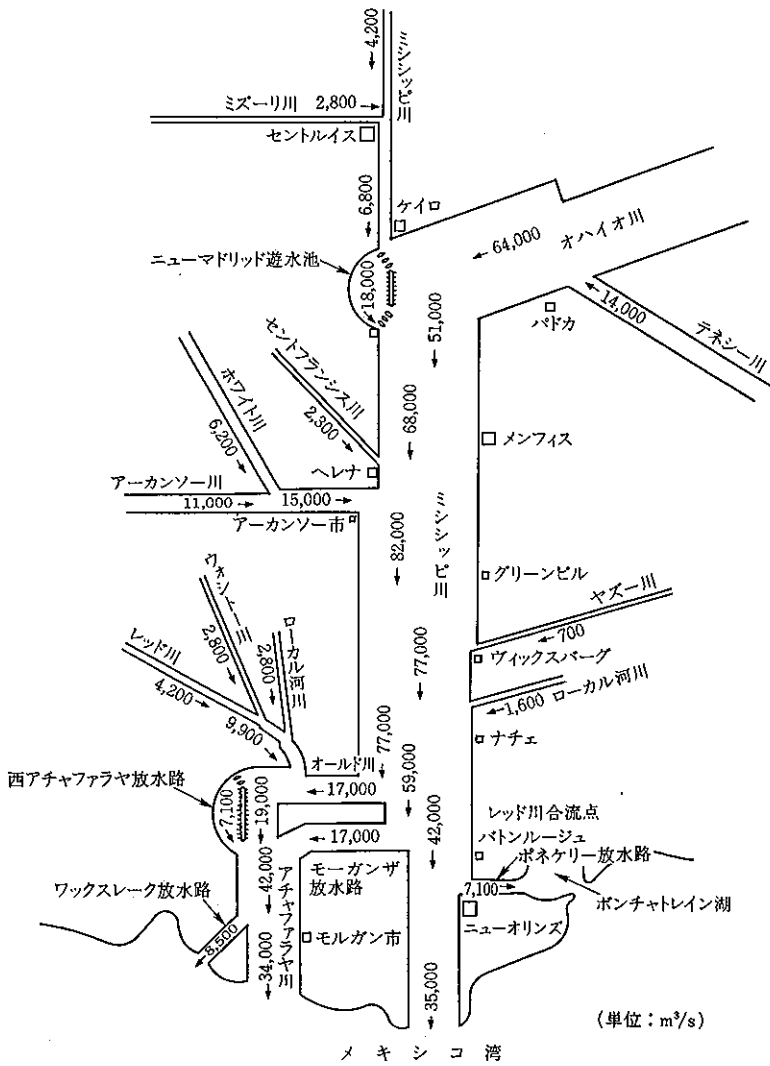 4,200
ミシシッピ川
ミズーリ川 2,800
セントルイス
6,800
ケイロ
64,000
オハイオ川
ニューマドリッド遊水池
18,000
51,000
14,000
テネシー川
パドカ
セントフランシス川
2,300
ホワイト川
6,200
68,000
メンフィス
ヘレナ
アーカンソー川
11,000
15,000
アーカンソー市
82,000
ミシシッピ川
グリーンビル
ウォシトー川
2,800
ローカル河川
2,800
レッド川
4,200
9,900
ヤズー川
700
ヴィックスバーグ
77,000
1,600
ローカル河川
ナチェ
77,000
オールド川
59,000
17,000
西アチャファラヤ放水路
7,100
19,000
17,000
42,000
レッド川合流点
バトンルージュ
ボネケリー放水路
7,100
ポンチャトレイン湖
ニューオリンズ
42,000
アチャファラヤ川
モーガンザ
放水路
ワックスレーク放水路
8,500
34,000
モルガン市
35,000
(単位:m³/s)
メキシコ湾